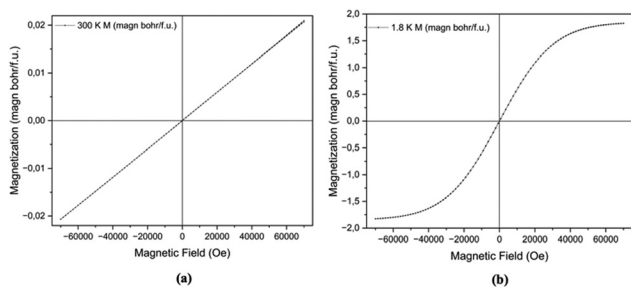 300 K M (magn bohr/f.u.)
0,02
0,01
0,00
−0,01
−0,02
Magnetization (magn bohr/f.u.)
−60000 −40000 −20000 0 20000 40000 60000
Magnetic Field (Oe)
(a)
1.8 K M (magn bohr/f.u.)
2,0
1,5
1,0
0,5
0,0
−0,5
−1,0
−1,5
−2,0
Magnetization (magn bohr/f.u.)
−60000 −40000 −20000 0 20000 40000 60000
Magnetic Field (Oe)
(b)